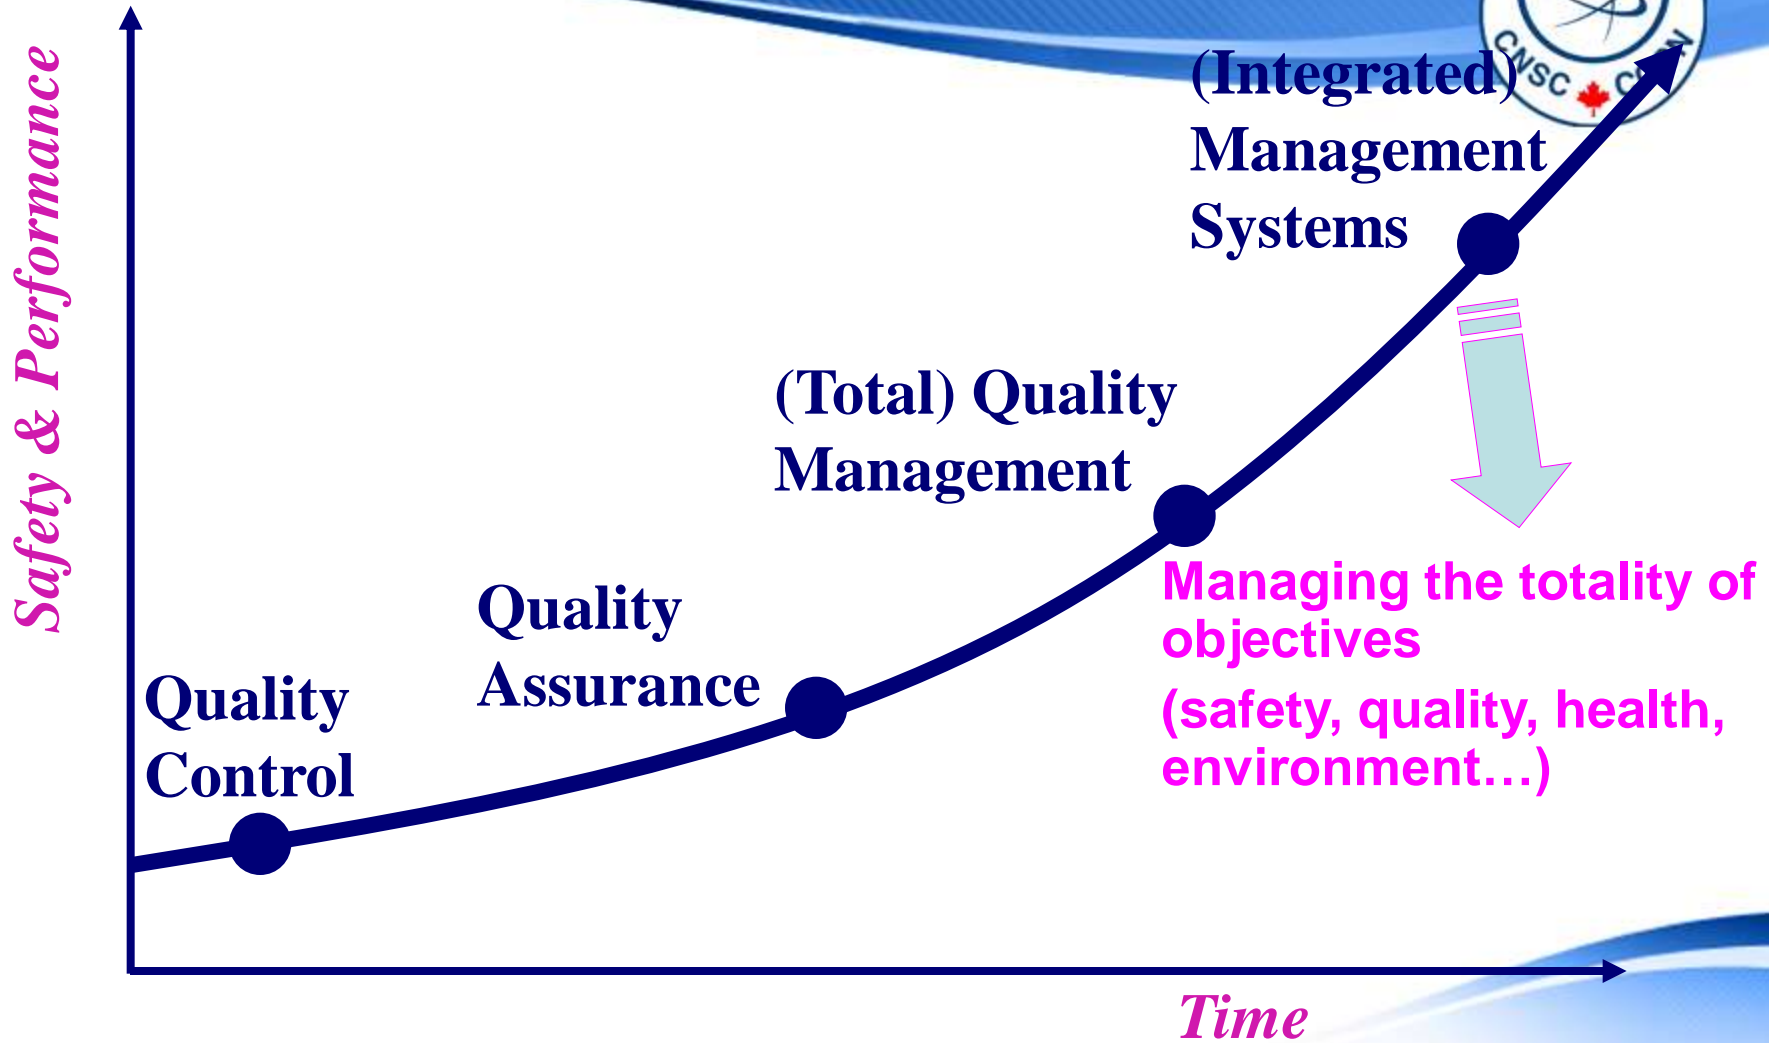 Safety & Performance
(Integrated)
Management
Systems
CNSC
(Total) Quality
Management
Quality
Assurance
Quality
Control
Managing the totality of
objectives
(safety, quality, health,
environment…)
Time